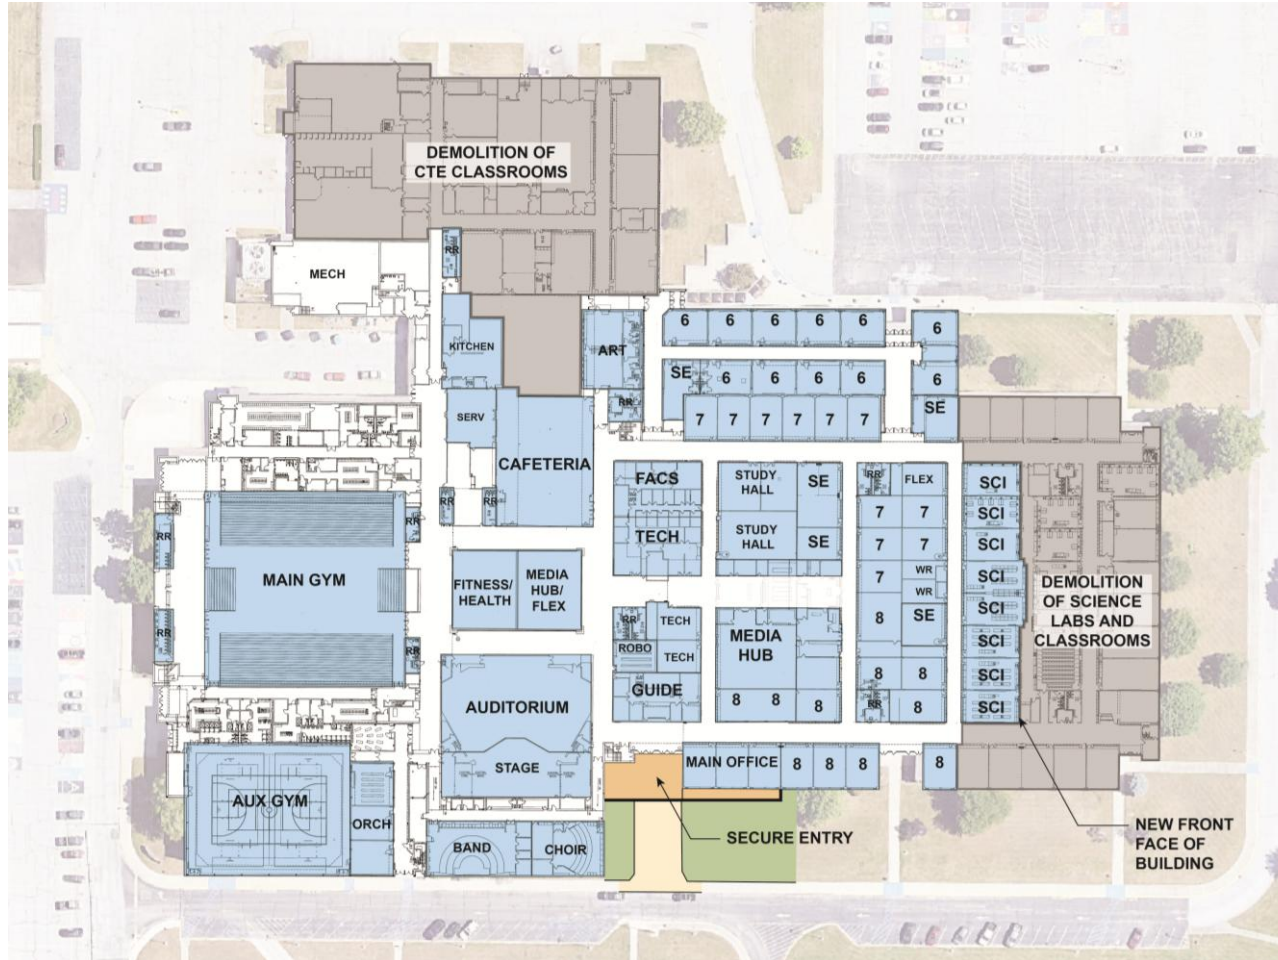 DEMOLITION OF
CTE CLASSROOMS
RR
MECH
KITCHEN
ART
6 6 6 6 6
6
SE
6 6 6 6
6
RR
7 7 7 7 7 7
SE
SERV
CAFETERIA
RR
RR
FACS
TECH
STUDY
HALL
SE
STUDY
HALL
SE
RR
FLEX
7 7
7 7
7
WR
WR
8
SE
8 8
RR
8
SCI
SCI
SCI
SCI
SCI
SCI
SCI
SCI
DEMOLITION
OF SCIENCE
LABS AND
CLASSROOMS
RR
RR
MAIN GYM
RR
RR
FITNESS/
HEALTH
MEDIA
HUB/
FLEX
RR
TECH
ROBO
TECH
GUIDE
MEDIA
HUB
8 8 8
AUDITORIUM
STAGE
MAIN OFFICE
8 8 8
8
AUX GYM
ORCH
BAND
CHOIR
SECURE ENTRY
NEW FRONT
FACE OF
BUILDING